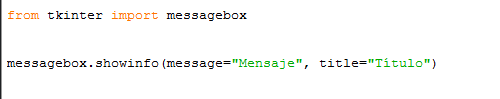 from tkinter import messagebox
messagebox.showinfo(message="Mensaje", title="Título")